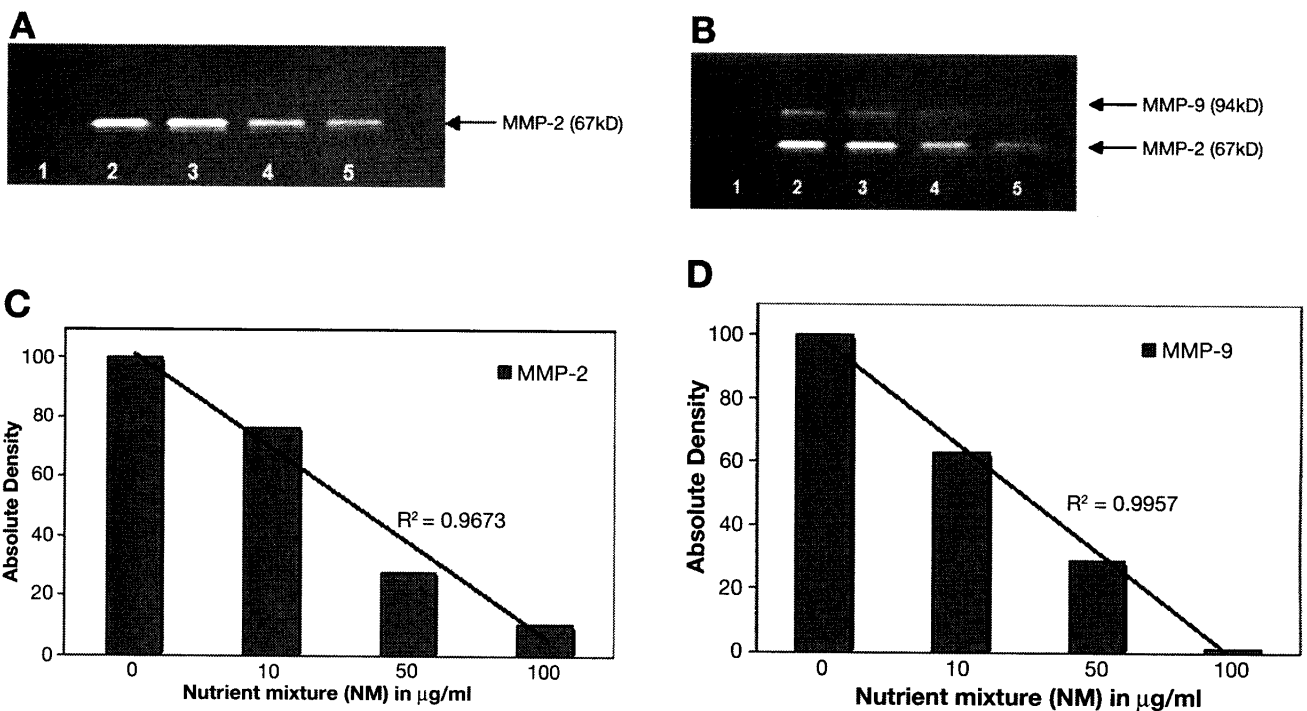 A
MMP-2 (67kD)
1 2 3 4 5
B
MMP-9 (94kD)
MMP-2 (67kD)
1 2 3 4 5
C
100
80
60
40
20
0
Absolute Density
MMP-2
R² = 0.9673
0 10 50 100
Nutrient mixture (NM) in μg/ml
D
100
80
60
40
20
0
Absolute Density
MMP-9
R² = 0.9957
0 10 50 100
Nutrient mixture (NM) in μg/ml